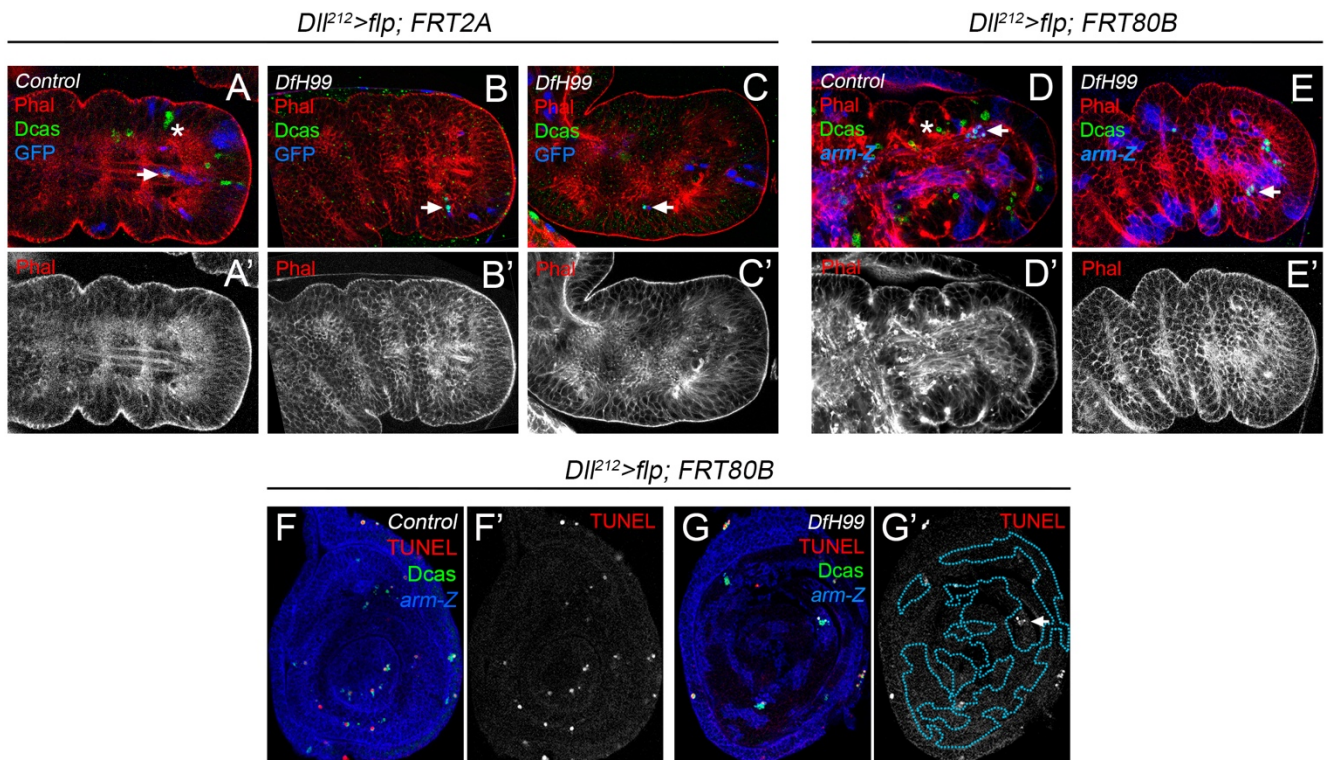 Dll²¹²>flp; FRT2A
Dll²¹²>flp; FRT80B
Control A
Phal
Dcas
GFP
*
DfH99 B
Phal
Dcas
GFP
DfH99 C
Phal
Dcas
GFP
Control D
Phal
Dcas *
arm-Z
DfH99 E
Phal
Dcas
arm-Z
Phal A'
Phal B'
Phal C'
Phal D'
Phal E'
Dll²¹²>flp; FRT80B
F Control
TUNEL
Dcas
arm-Z
F' TUNEL
G DfH99
TUNEL
Dcas
arm-Z
G' TUNEL